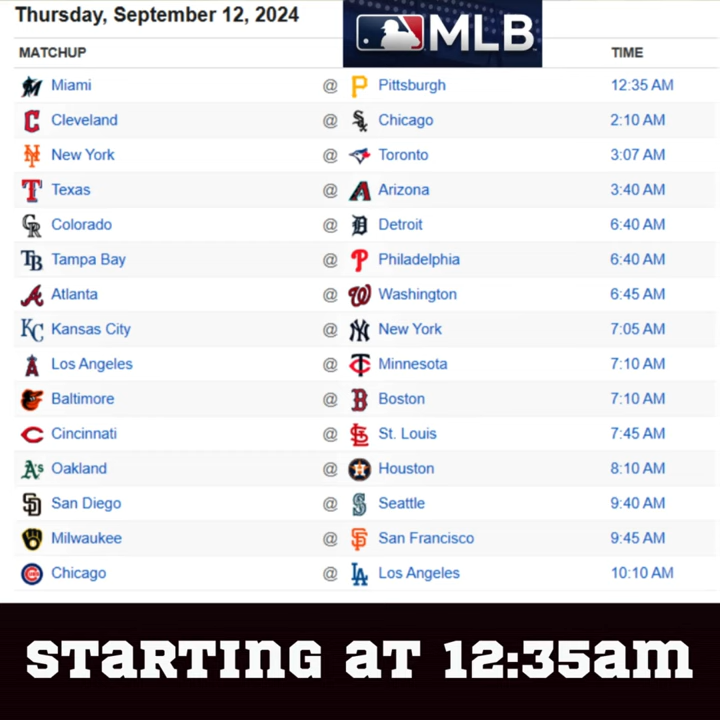 Thursday, September 12, 2024
MLB
MATCHUP TIME
Miami @ Pittsburgh 12:35 AM
Cleveland @ Chicago 2:10 AM
New York @ Toronto 3:07 AM
Texas @ Arizona 3:40 AM
Colorado @ Detroit 6:40 AM
Tampa Bay @ Philadelphia 6:40 AM
Atlanta @ Washington 6:45 AM
Kansas City @ New York 7:05 AM
Los Angeles @ Minnesota 7:10 AM
Baltimore @ Boston 7:10 AM
Cincinnati @ St. Louis 7:45 AM
Oakland @ Houston 8:10 AM
San Diego @ Seattle 9:40 AM
Milwaukee @ San Francisco 9:45 AM
Chicago @ Los Angeles 10:10 AM
STARTING AT 12:35am